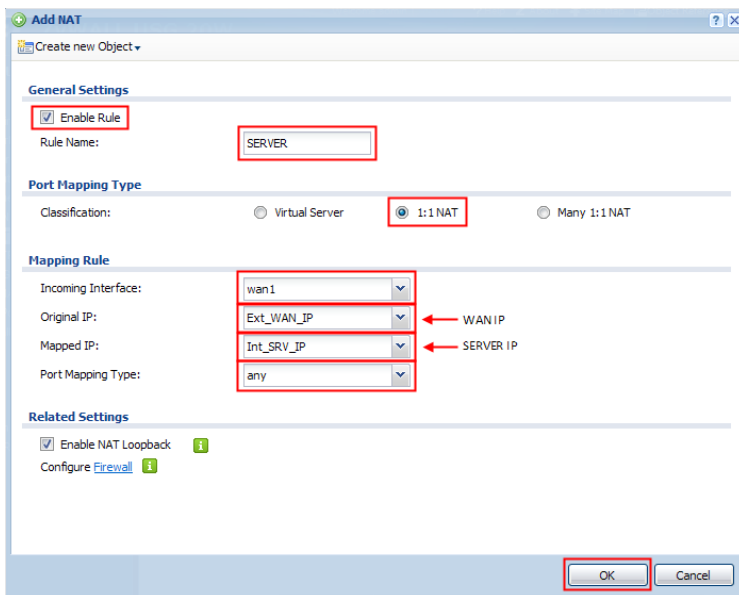 Add NAT
Create new Object
General Settings
Enable Rule
Rule Name: SERVER
Port Mapping Type
Classification: Virtual Server 1:1 NAT Many 1:1 NAT
Mapping Rule
Incoming Interface: wan1
Original IP: Ext_WAN_IP WAN IP
Mapped IP: Int_SRV_IP SERVER IP
Port Mapping Type: any
Related Settings
Enable NAT Loopback i
Configure Firewall i
OK Cancel